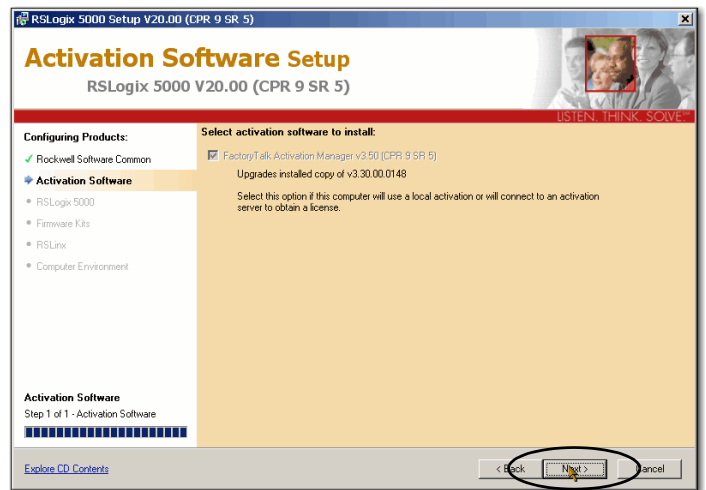 RSLogix 5000 Setup V20.00 (CPR 9 SR 5)
Activation Software Setup
RSLogix 5000 V20.00 (CPR 9 SR 5)
LISTEN. THINK. SOLVE.℠
Configuring Products:
Rockwell Software Common
Activation Software
RSLogix 5000
Firmware Kits
RSLinx
Computer Environment
Select activation software to install:
FactoryTalk Activation Manager v3.50 (CPR 9 SR 5)
Upgrades installed copy of v3.30.00.0148
Select this option if this computer will use a local activation or will connect to an activation
server to obtain a license.
Activation Software
Step 1 of 1 - Activation Software
Explore CD Contents
< Back
Next >
Cancel